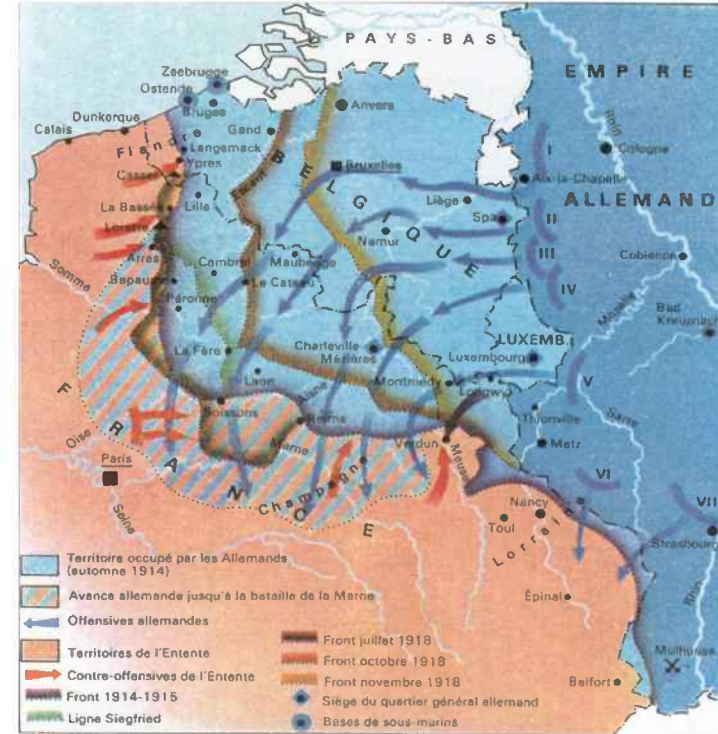 PAYS-BAS
EMPIRE
ALLEMAND
Zeebrugge
Ostende
Bruges
Anvers
Dunkerque
Calais
Gand
Flandre
Langemack
Ypres
Cassel
Escaut
BELGIQUE
Bruxelles
Rhin
Cologne
I
Aix-la-Chapelle
La Bassée
Lille
Liège
Spa
II
Lorette
Namur
III
Arras
Cambrai
Maubeuge
Coblence
Somme
Bapaume
Le Cateau
IV
Péronne
Moselle
Bad
Kreuznach
La Fère
Charleville
Mézières
LUXEMB.
Luxembourg
Laon
Montmédy
Longwy
V
Aisne
Soissons
Reims
Thionville
Sarre
FRANCE
Oise
Marne
Verdun
Meuse
Metz
Paris
Champagne
VI
VII
Seine
Nancy
Toul
Lorraine
Strasbourg
Épinal
Rhin
Mulhouse
Belfort
Territoire occupé par les Allemands
(automne 1914)
Avance allemande jusqu'à la bataille de la Marne
Offensives allemandes
Territoires de l'Entente
Contre-offensives de l'Entente
Front 1914-1915
Ligne Siegfried
Front juillet 1918
Front octobre 1918
Front novembre 1918
Siège du quartier général allemand
Bases de sous-marins